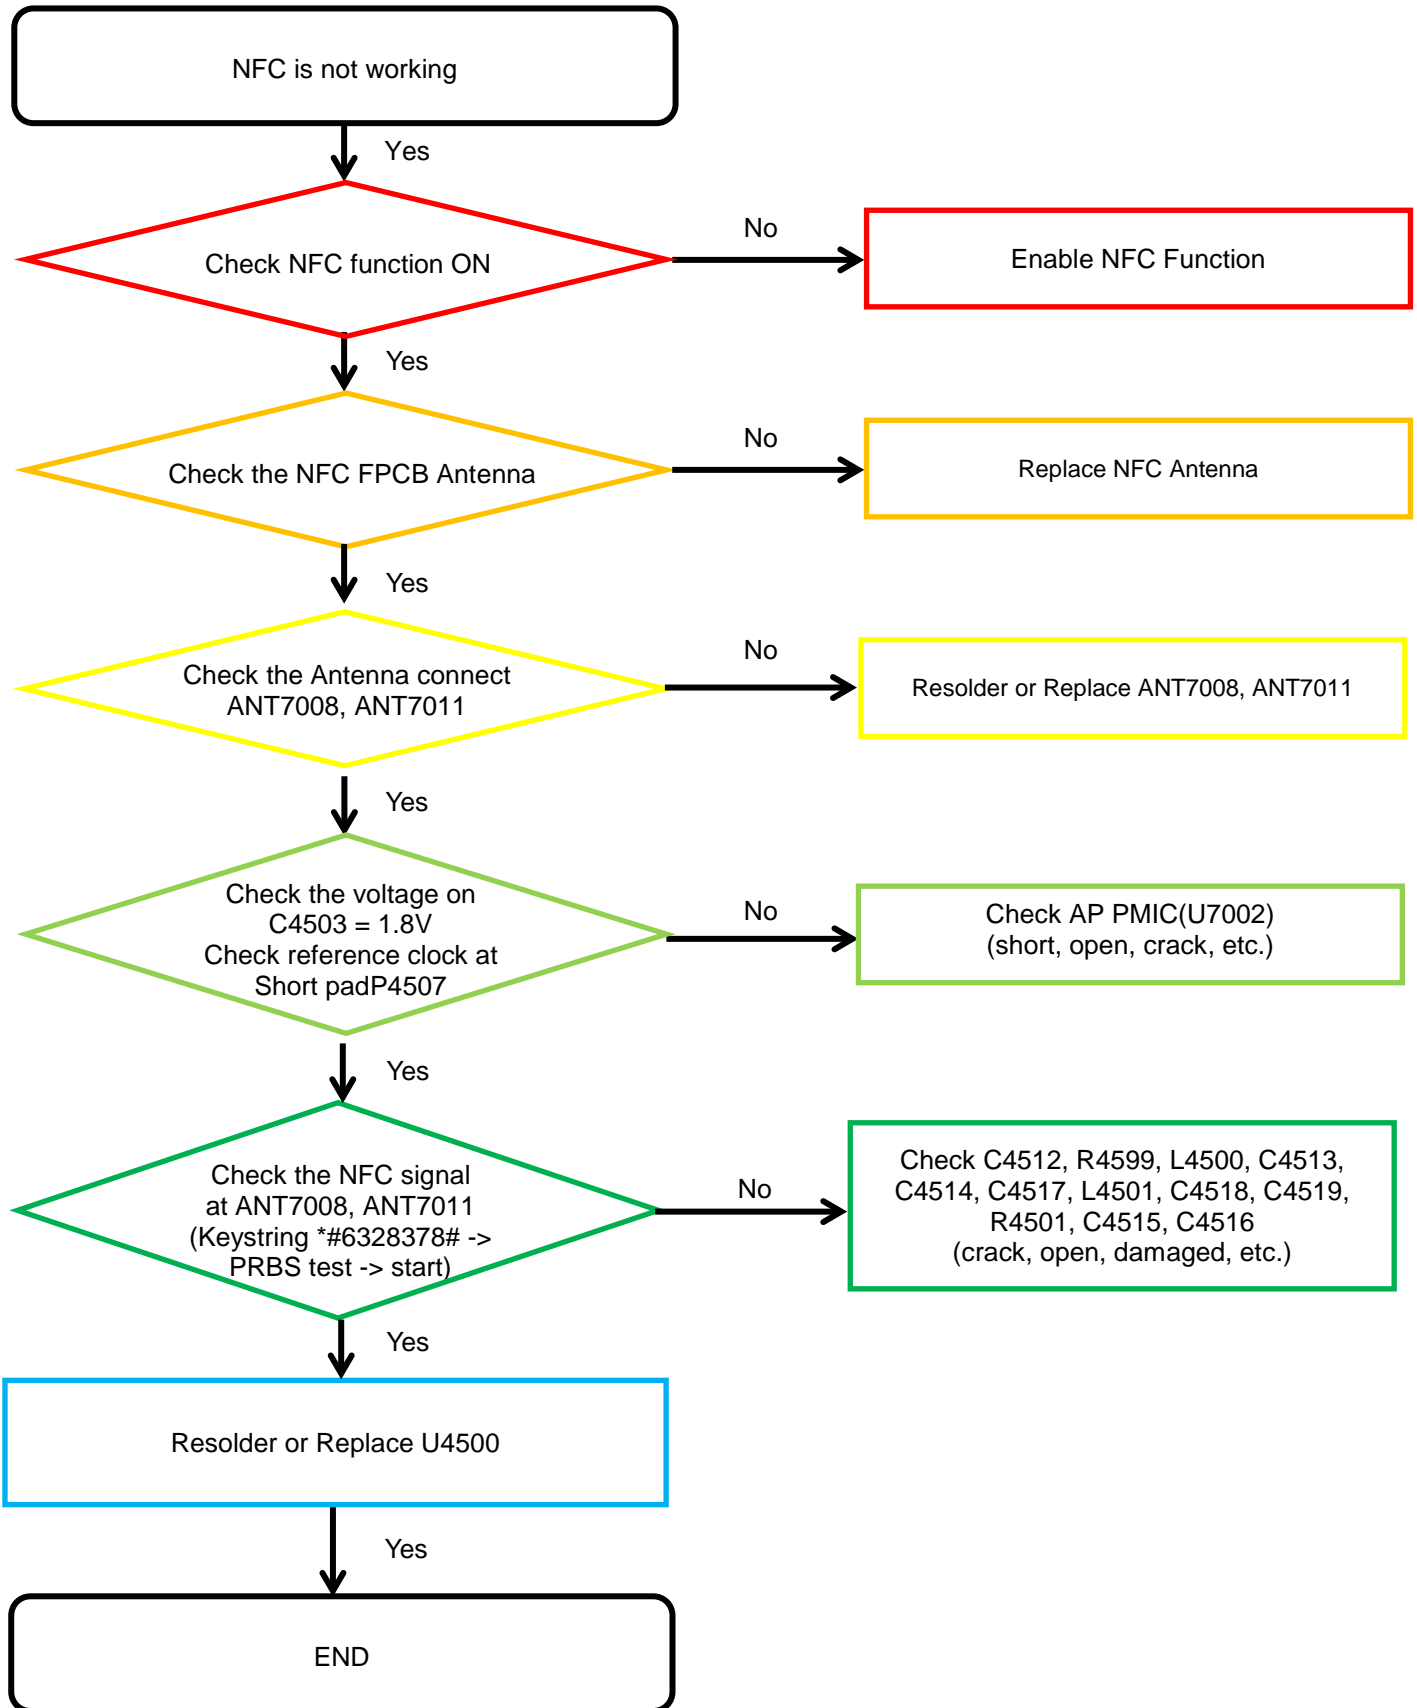 NFC is not working
Yes
Check NFC function ON
No
Enable NFC Function
Yes
Check the NFC FPCB Antenna
No
Replace NFC Antenna
Yes
Check the Antenna connect
ANT7008, ANT7011
No
Resolder or Replace ANT7008, ANT7011
Yes
Check the voltage on
C4503 = 1.8V
Check reference clock at
Short padP4507
No
Check AP PMIC(U7002)
(short, open, crack, etc.)
Yes
Check the NFC signal
at ANT7008, ANT7011
(Keystring *#6328378# ->
PRBS test -> start)
No
Check C4512, R4599, L4500, C4513,
C4514, C4517, L4501, C4518, C4519,
R4501, C4515, C4516
(crack, open, damaged, etc.)
Yes
Resolder or Replace U4500
Yes
END